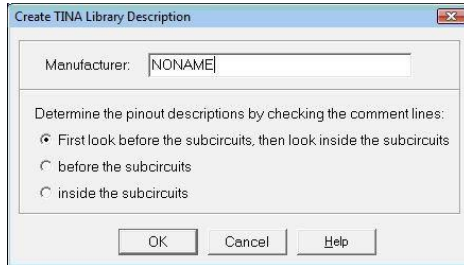 Create TINA Library Description
Manufacturer: NONAME
Determine the pinout descriptions by checking the comment lines:
First look before the subcircuits, then look inside the subcircuits
before the subcircuits
inside the subcircuits
OK Cancel Help